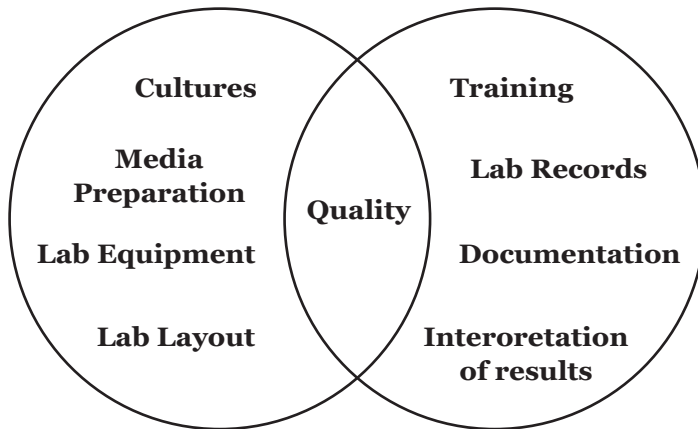 Cultures
Media
Preparation
Lab Equipment
Lab Layout
Quality
Training
Lab Records
Documentation
Interoretation
of results